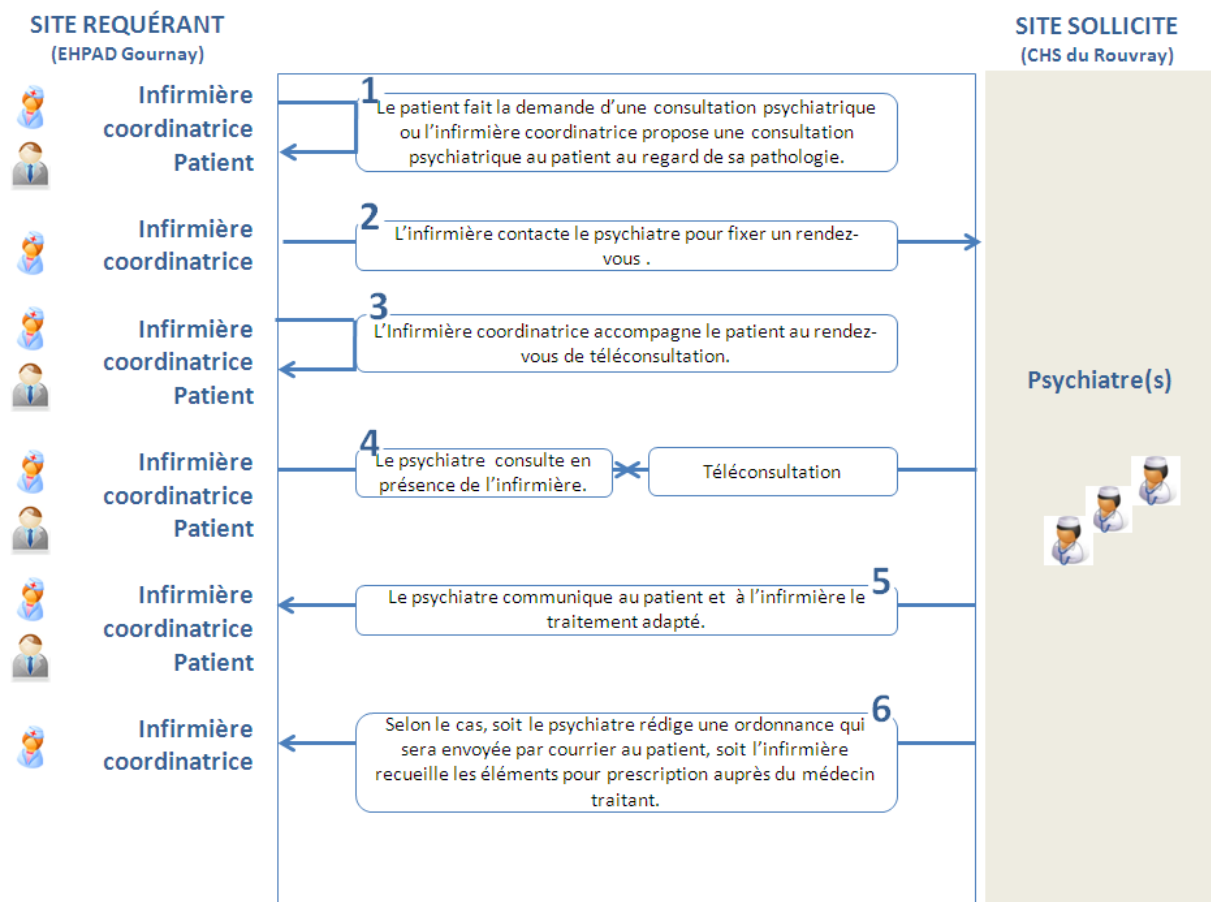 SITE REQUÉRANT
(EHPAD Gournay)
SITE SOLLICITE
(CHS du Rouvray)
Infirmière
coordinatrice
Patient
1
Le patient fait la demande d'une consultation psychiatrique
ou l'infirmière coordinatrice propose une consultation
psychiatrique au patient au regard de sa pathologie.
Infirmière
coordinatrice
2
L'infirmière contacte le psychiatre pour fixer un rendez-
vous .
Infirmière
coordinatrice
Patient
3
L'Infirmière coordinatrice accompagne le patient au rendez-
vous de téléconsultation.
Psychiatre(s)
Infirmière
coordinatrice
Patient
4
Le psychiatre consulte en
présence de l'infirmière.
Téléconsultation
Infirmière
coordinatrice
Patient
5
Le psychiatre communique au patient et à l'infirmière le
traitement adapté.
Infirmière
coordinatrice
6
Selon le cas, soit le psychiatre rédige une ordonnance qui
sera envoyée par courrier au patient, soit l'infirmière
recueille les éléments pour prescription auprès du médecin
traitant.